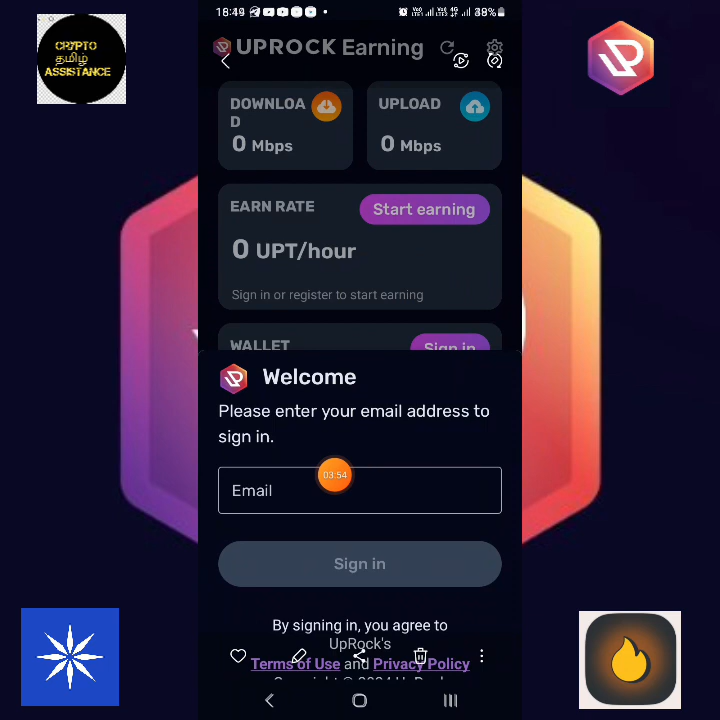 CRYPTO
தமிழ்
ASSISTANCE
18:49
38%
UPROCK Earning
DOWNLOA
D
0 Mbps
UPLOAD
0 Mbps
EARN RATE
Start earning
0 UPT/hour
Sign in or register to start earning
WALLET
Sign in
Welcome
Please enter your email address to
sign in.
03:54
Email
Sign in
By signing in, you agree to
UpRock's
Terms of Use and Privacy Policy